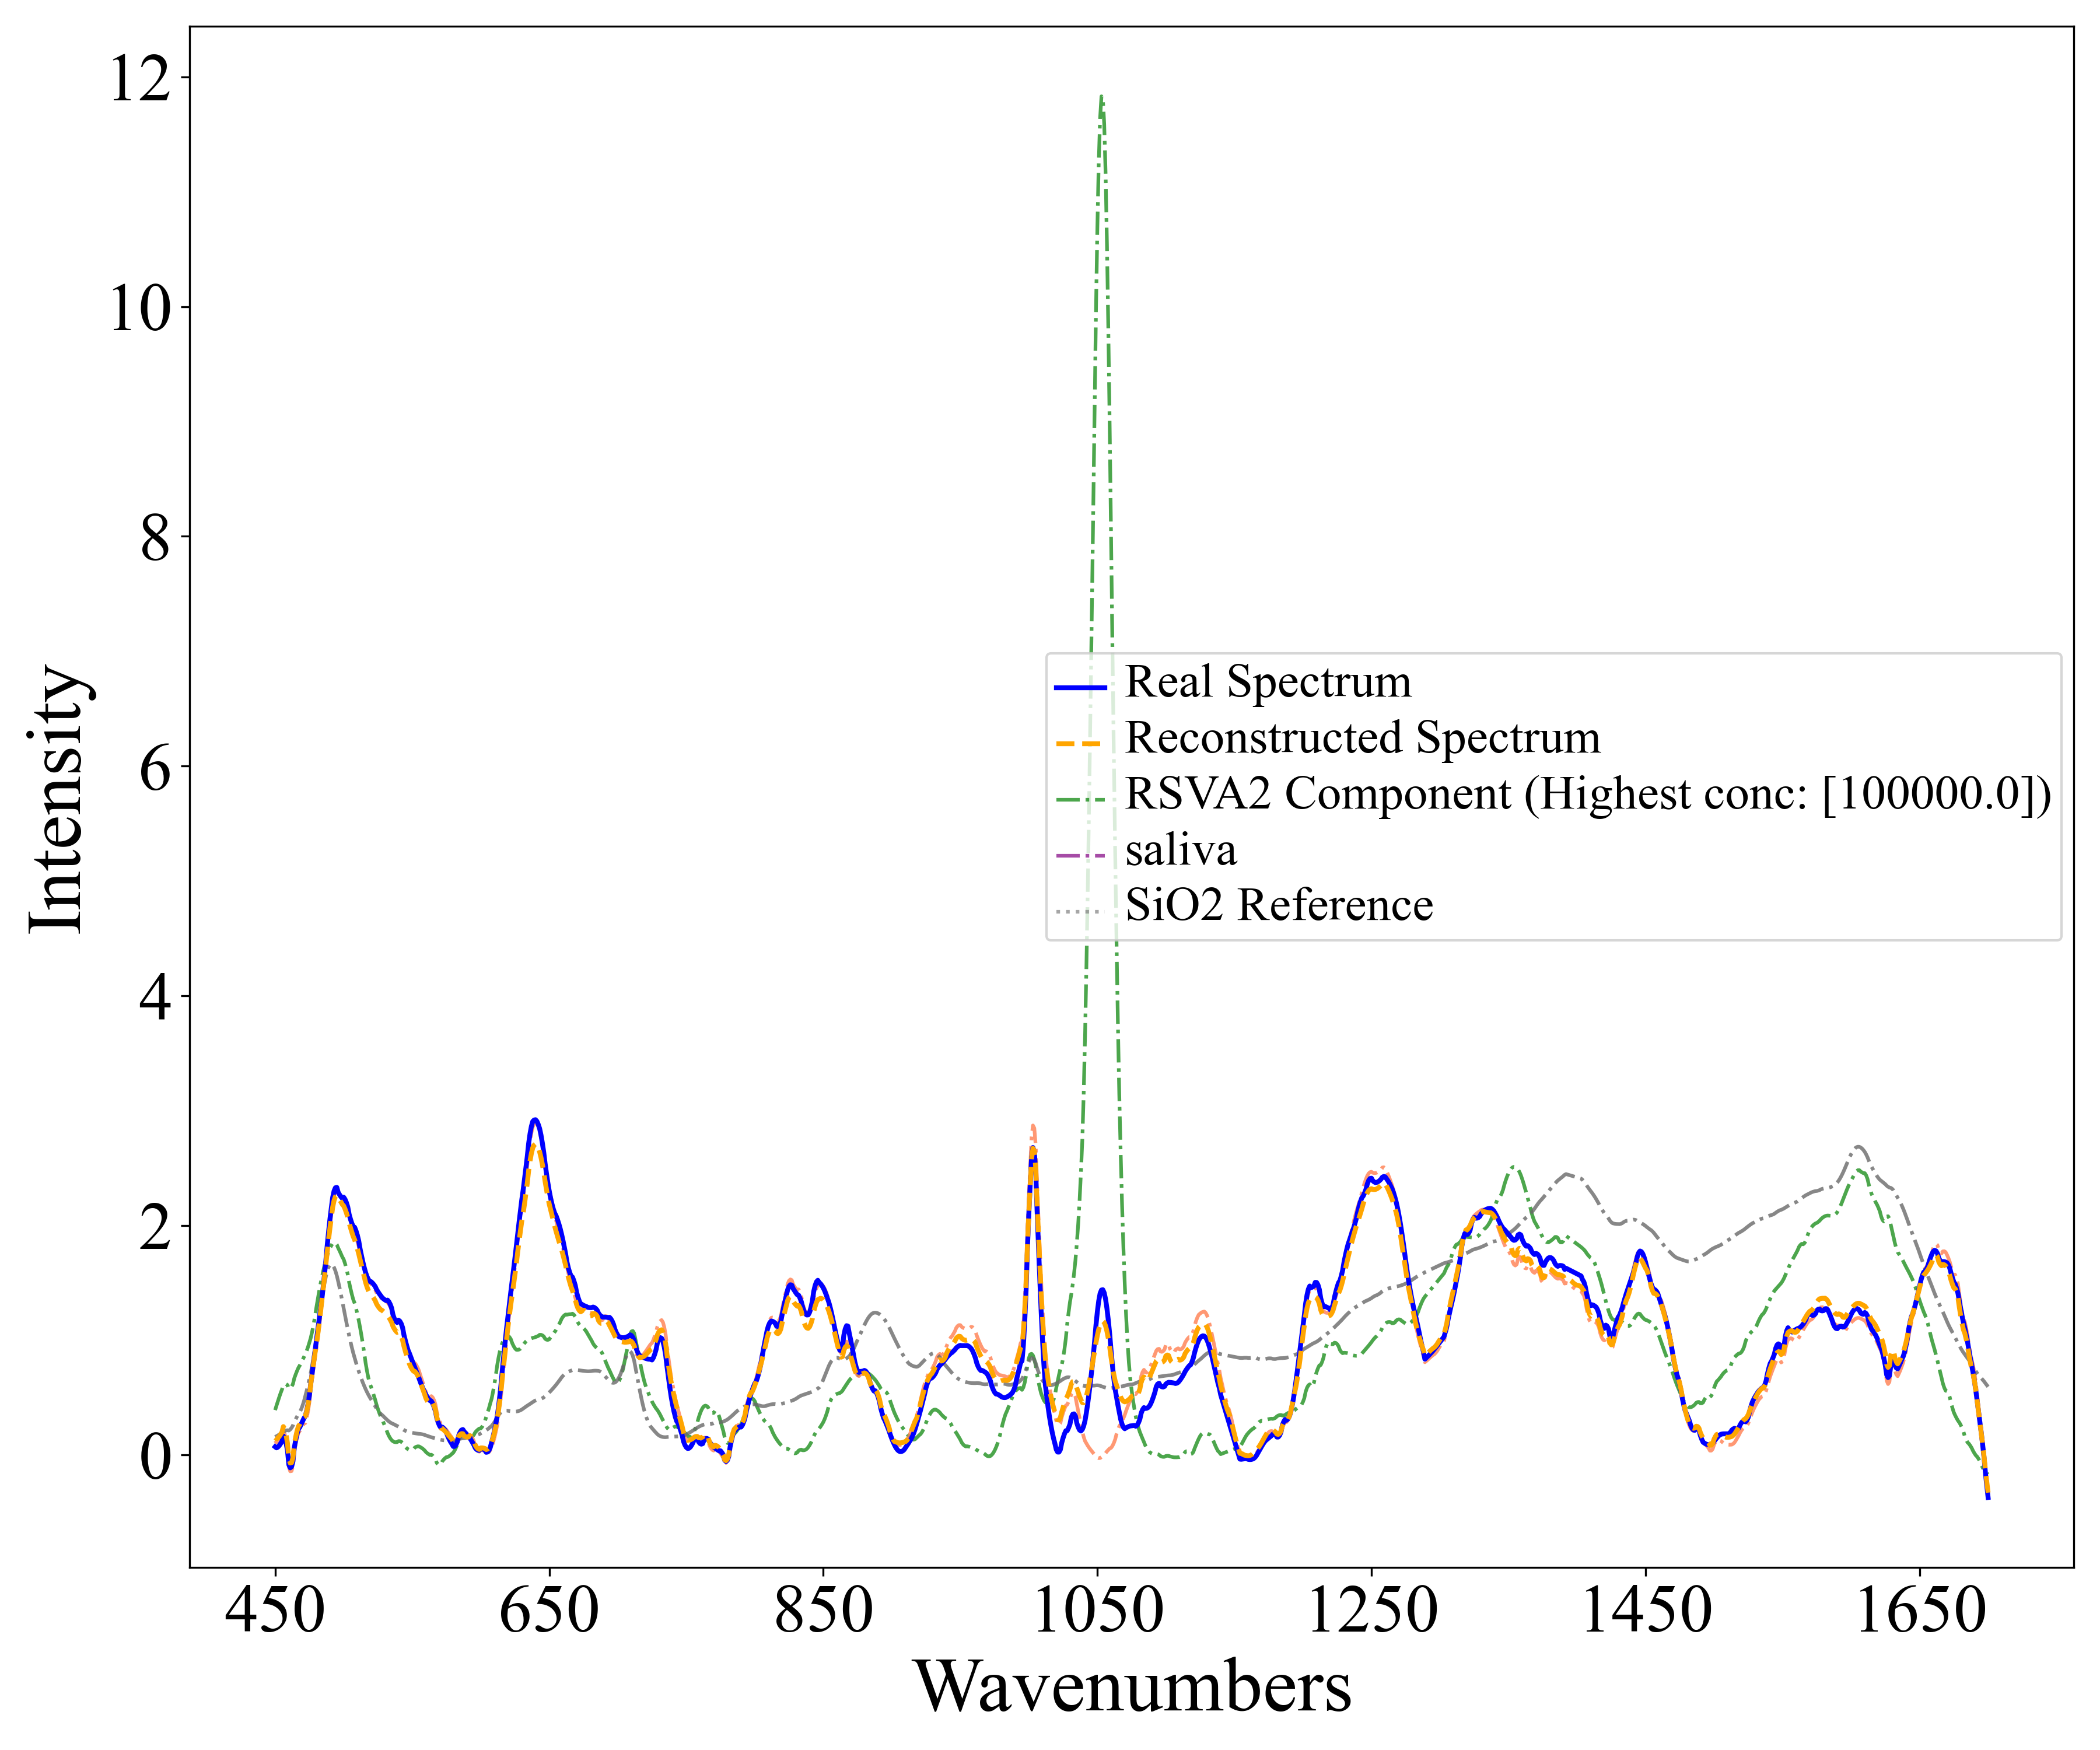 12
10
8
6
4
2
0
Intensity
Real Spectrum
Reconstructed Spectrum
RSVA2 Component (Highest conc: [100000.0])
saliva
SiO2 Reference
450 650 850 1050 1250 1450 1650
Wavenumbers